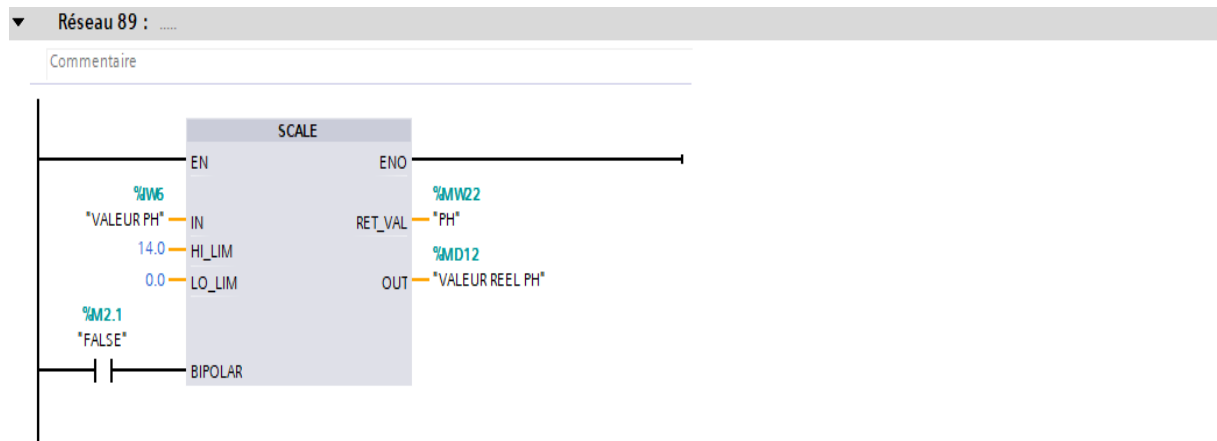 Réseau 89 : .....
Commentaire
SCALE
EN ENO
%IW6 %MW22
"VALEUR PH" IN RET_VAL "PH"
14.0 HI_LIM %MD12
0.0 LO_LIM OUT "VALEUR REEL PH"
%M2.1
"FALSE"
BIPOLAR